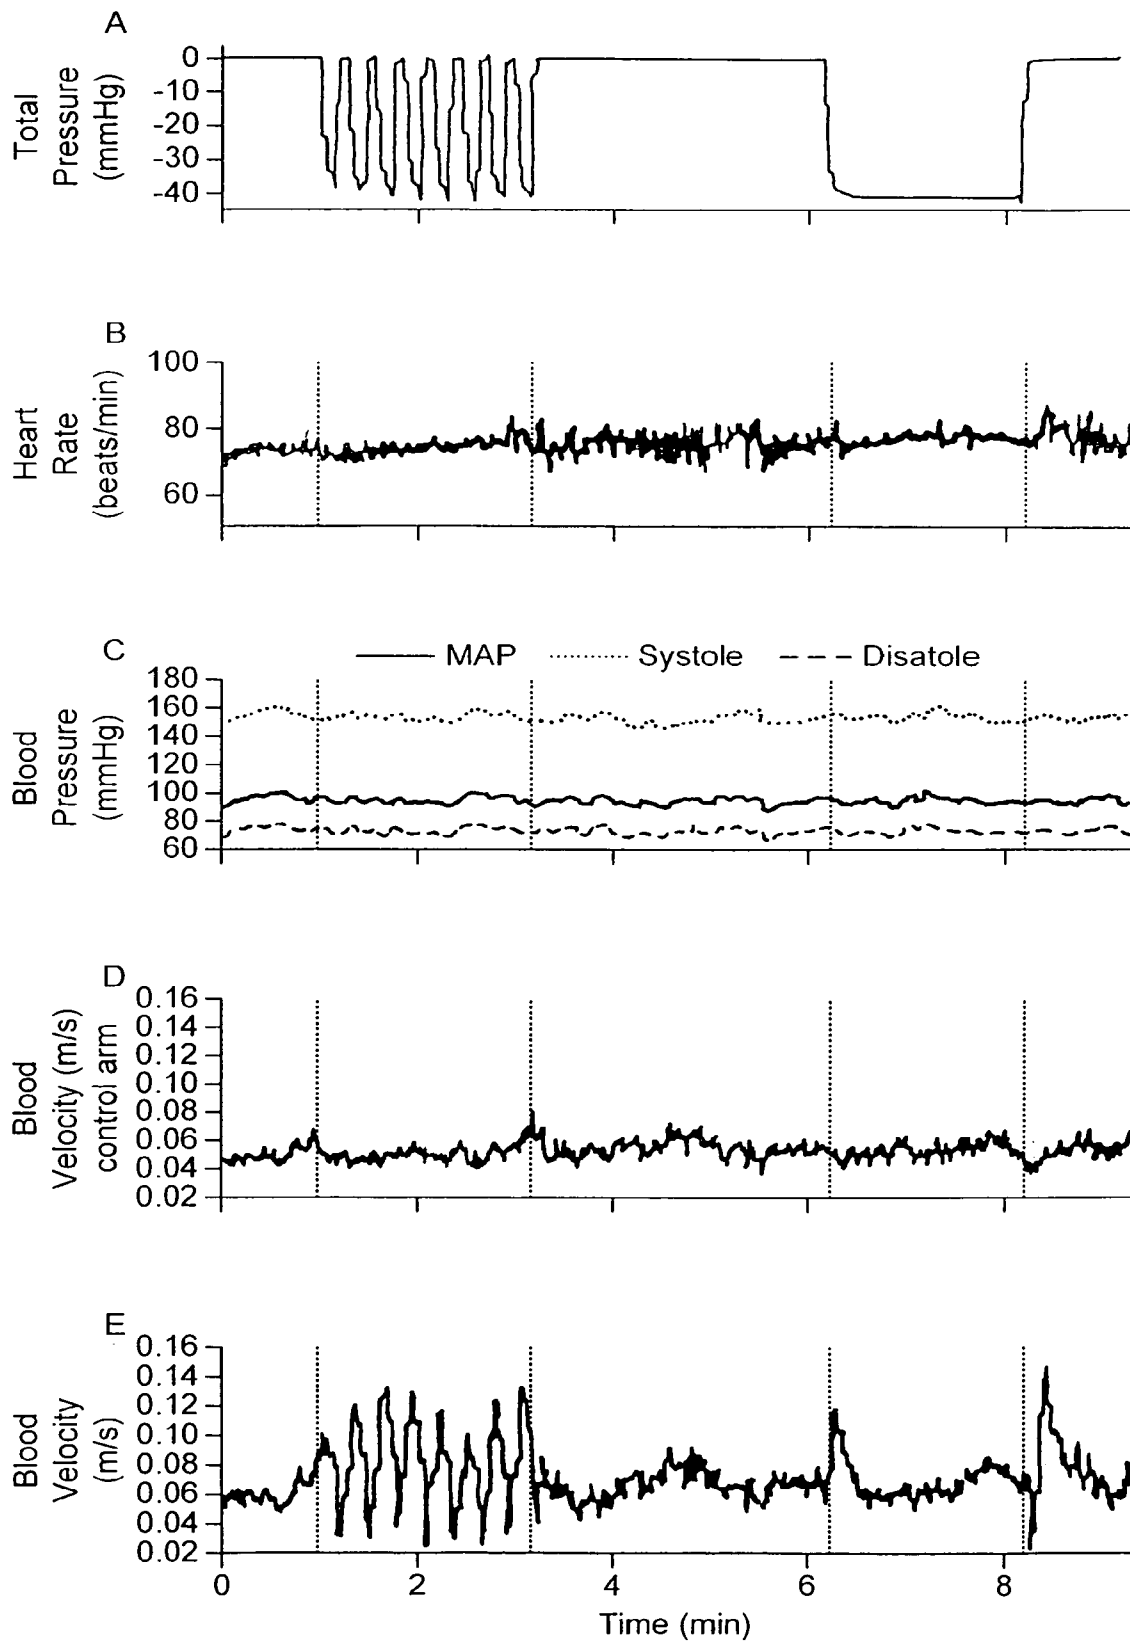 A
Total
Pressure
(mmHg)
0
-10
-20
-30
-40
B
Heart
Rate
(beats/min)
100
80
60
C
MAP
Systole
Disatole
Blood
Pressure
(mmHg)
180
160
140
120
100
80
60
D
Blood
Velocity (m/s)
control arm
0.16
0.14
0.12
0.10
0.08
0.06
0.04
0.02
E
Blood
Velocity
(m/s)
0.16
0.14
0.12
0.10
0.08
0.06
0.04
0.02
0 2 4 6 8
Time (min)